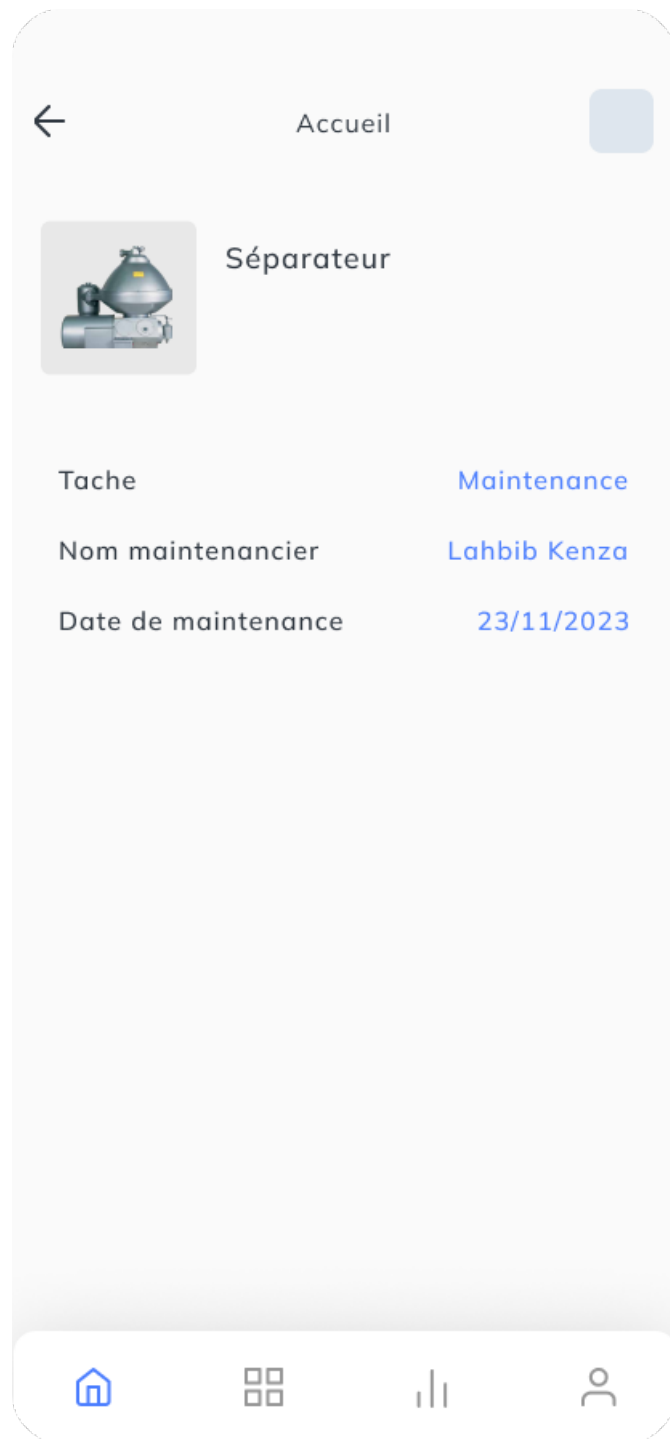 Accueil
Séparateur
Tache Maintenance
Nom maintenancier Lahbib Kenza
Date de maintenance 23/11/2023